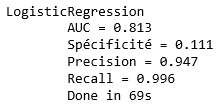 LogisticRegression
AUC = 0.813
Spécificité = 0.111
Precision = 0.947
Recall = 0.996
Done in 69s